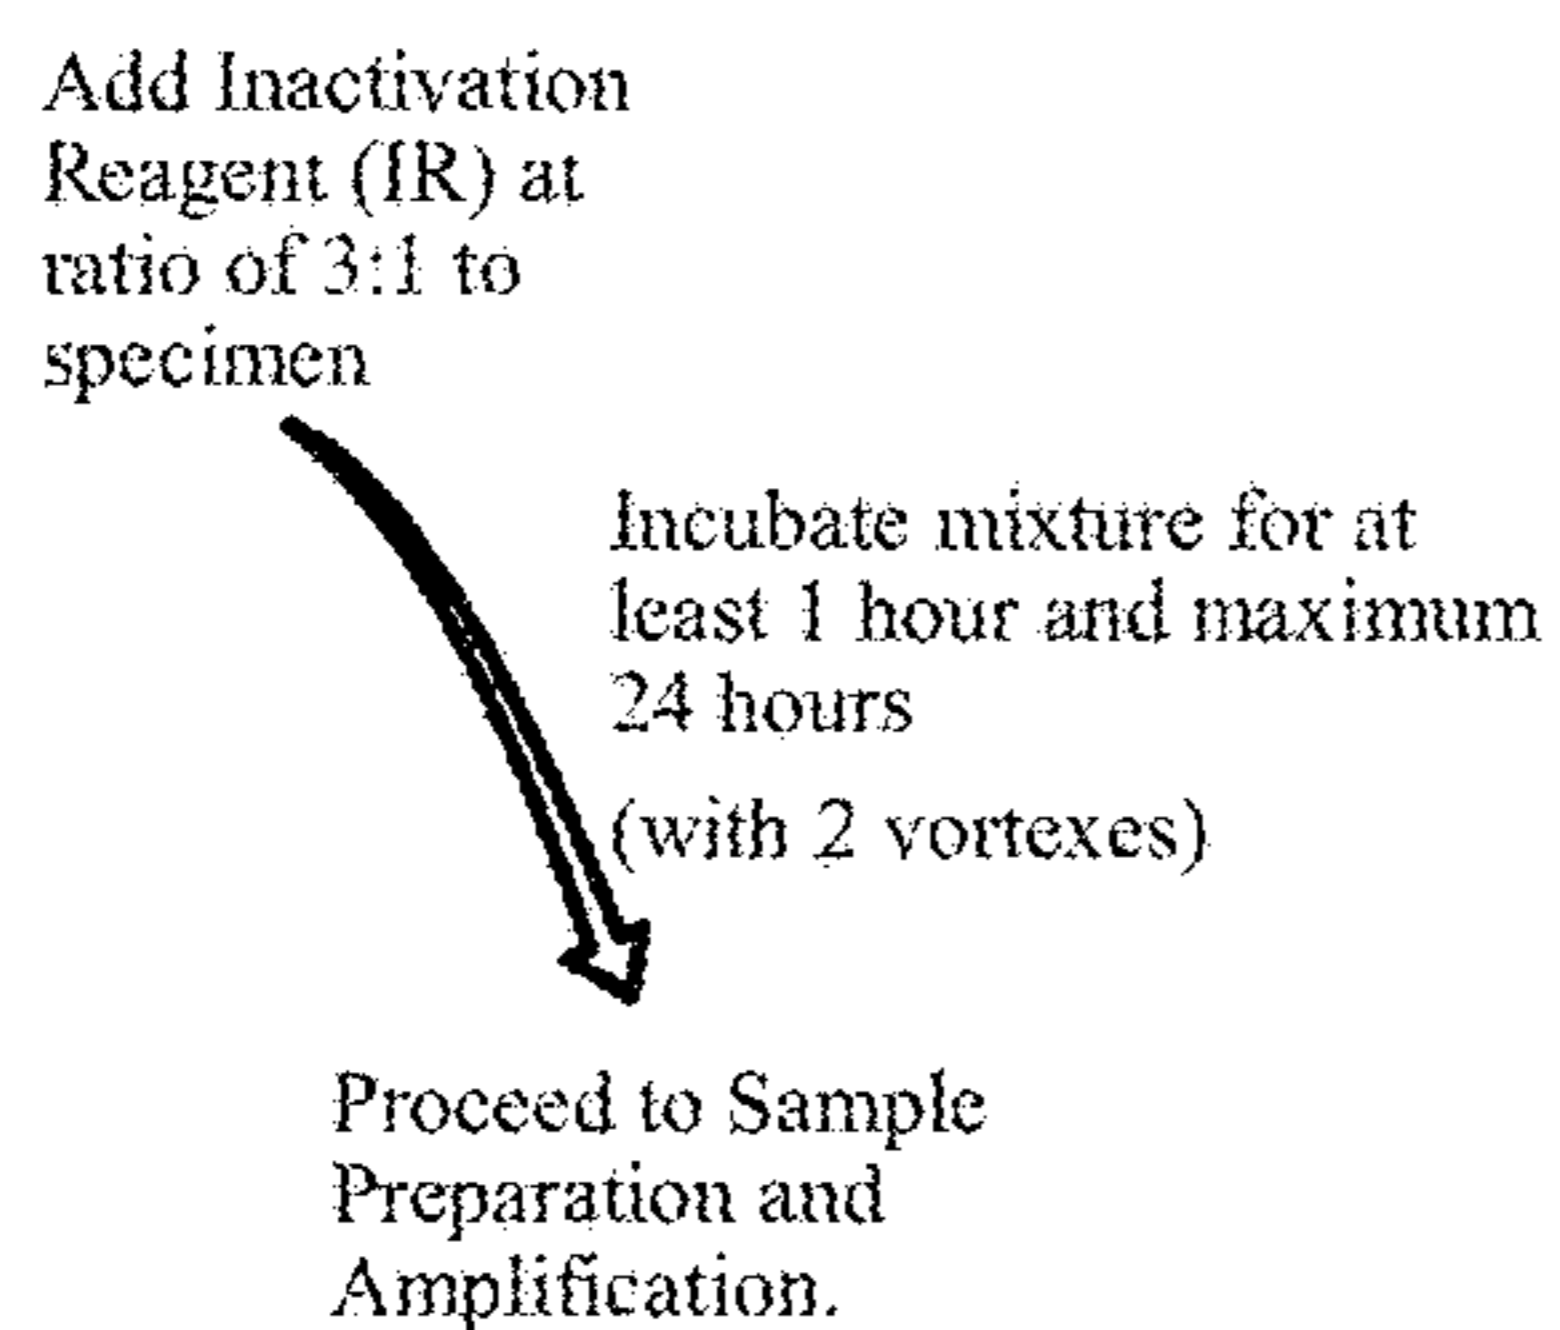 Add Inactivation
Reagent (IR) at
ratio of 3:1 to
specimen
Incubate mixture for at
least 1 hour and maximum
24 hours
(with 2 vortexes)
Proceed to Sample
Preparation and
Amplification.